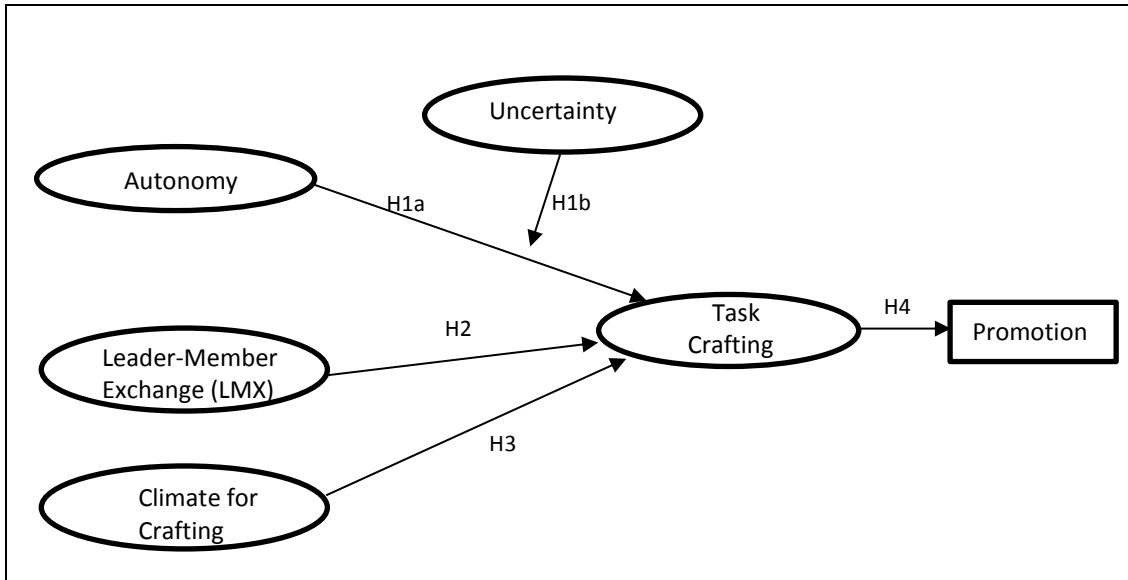 Uncertainty
Autonomy
H1a
H1b
Task
Crafting
H4
Promotion
H2
Leader-Member
Exchange (LMX)
H3
Climate for
Crafting